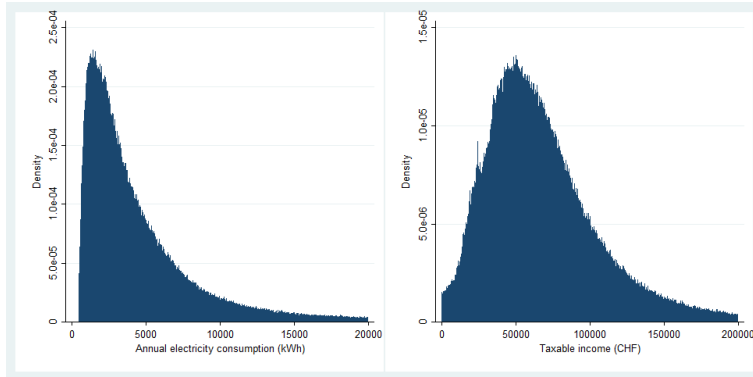 2.5e-04
2.0e-04
1.5e-04
1.0e-04
5.0e-05
0
Density
0 5000 10000 15000 20000
Annual electricity consumption (kWh)
1.5e-05
1.0e-05
5.0e-06
0
Density
0 50000 100000 150000 200000
Taxable income (CHF)